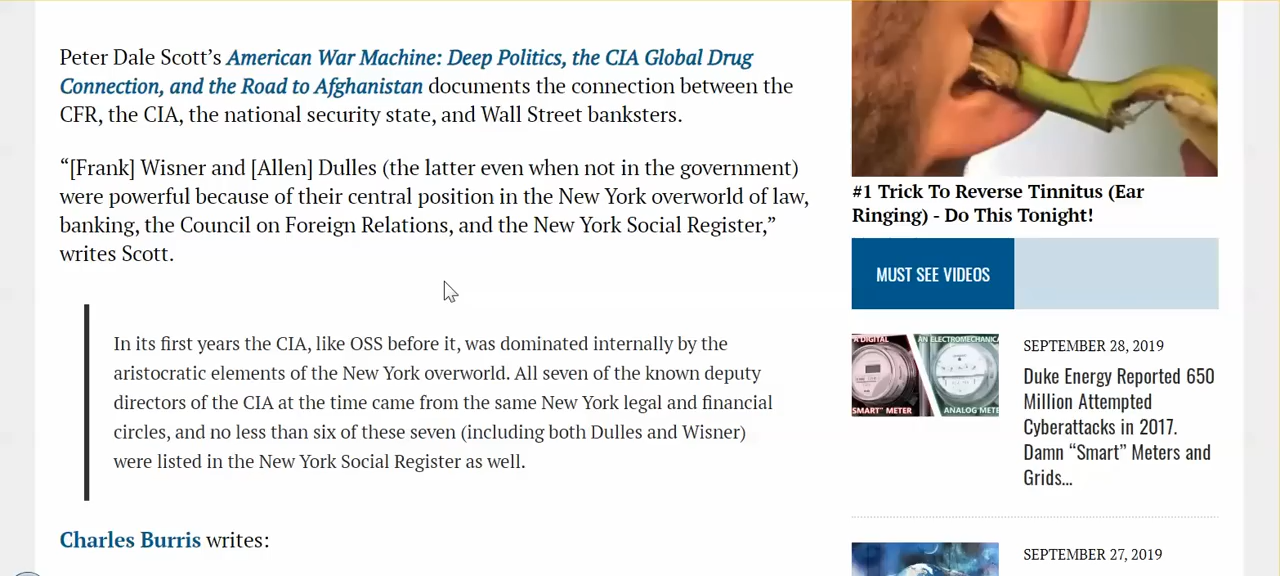 Peter Dale Scott’s American War Machine: Deep Politics, the CIA Global Drug
Connection, and the Road to Afghanistan documents the connection between the
CFR, the CIA, the national security state, and Wall Street banksters.
“[Frank] Wisner and [Allen] Dulles (the latter even when not in the government)
were powerful because of their central position in the New York overworld of law,
banking, the Council on Foreign Relations, and the New York Social Register,”
writes Scott.
In its first years the CIA, like OSS before it, was dominated internally by the
aristocratic elements of the New York overworld. All seven of the known deputy
directors of the CIA at the time came from the same New York legal and financial
circles, and no less than six of these seven (including both Dulles and Wisner)
were listed in the New York Social Register as well.
Charles Burris writes:
#1 Trick To Reverse Tinnitus (Ear
Ringing) - Do This Tonight!
MUST SEE VIDEOS
A DIGITAL
AN ELECTROMECHANICA
"SMART" METER
ANALOG METE
SEPTEMBER 28, 2019
Duke Energy Reported 650
Million Attempted
Cyberattacks in 2017.
Damn “Smart” Meters and
Grids...
SEPTEMBER 27, 2019